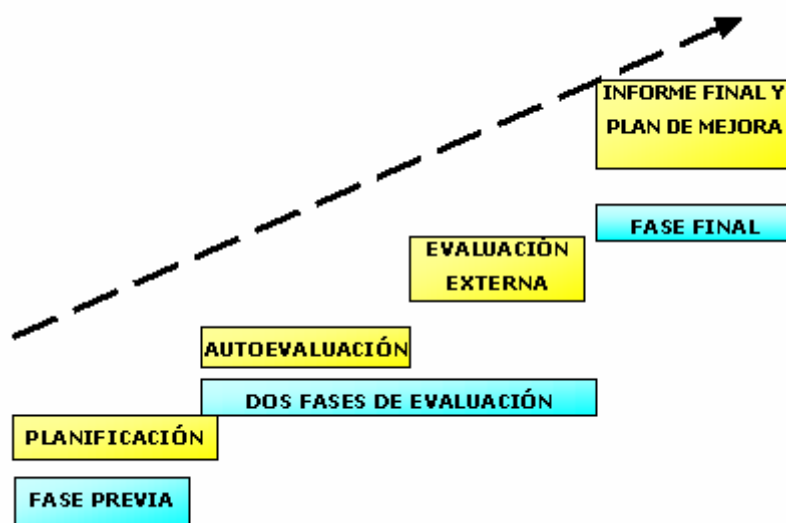 INFORME FINAL Y
PLAN DE MEJORA
FASE FINAL
EVALUACIÓN
EXTERNA
AUTOEVALUACIÓN
DOS FASES DE EVALUACIÓN
PLANIFICACIÓN
FASE PREVIA